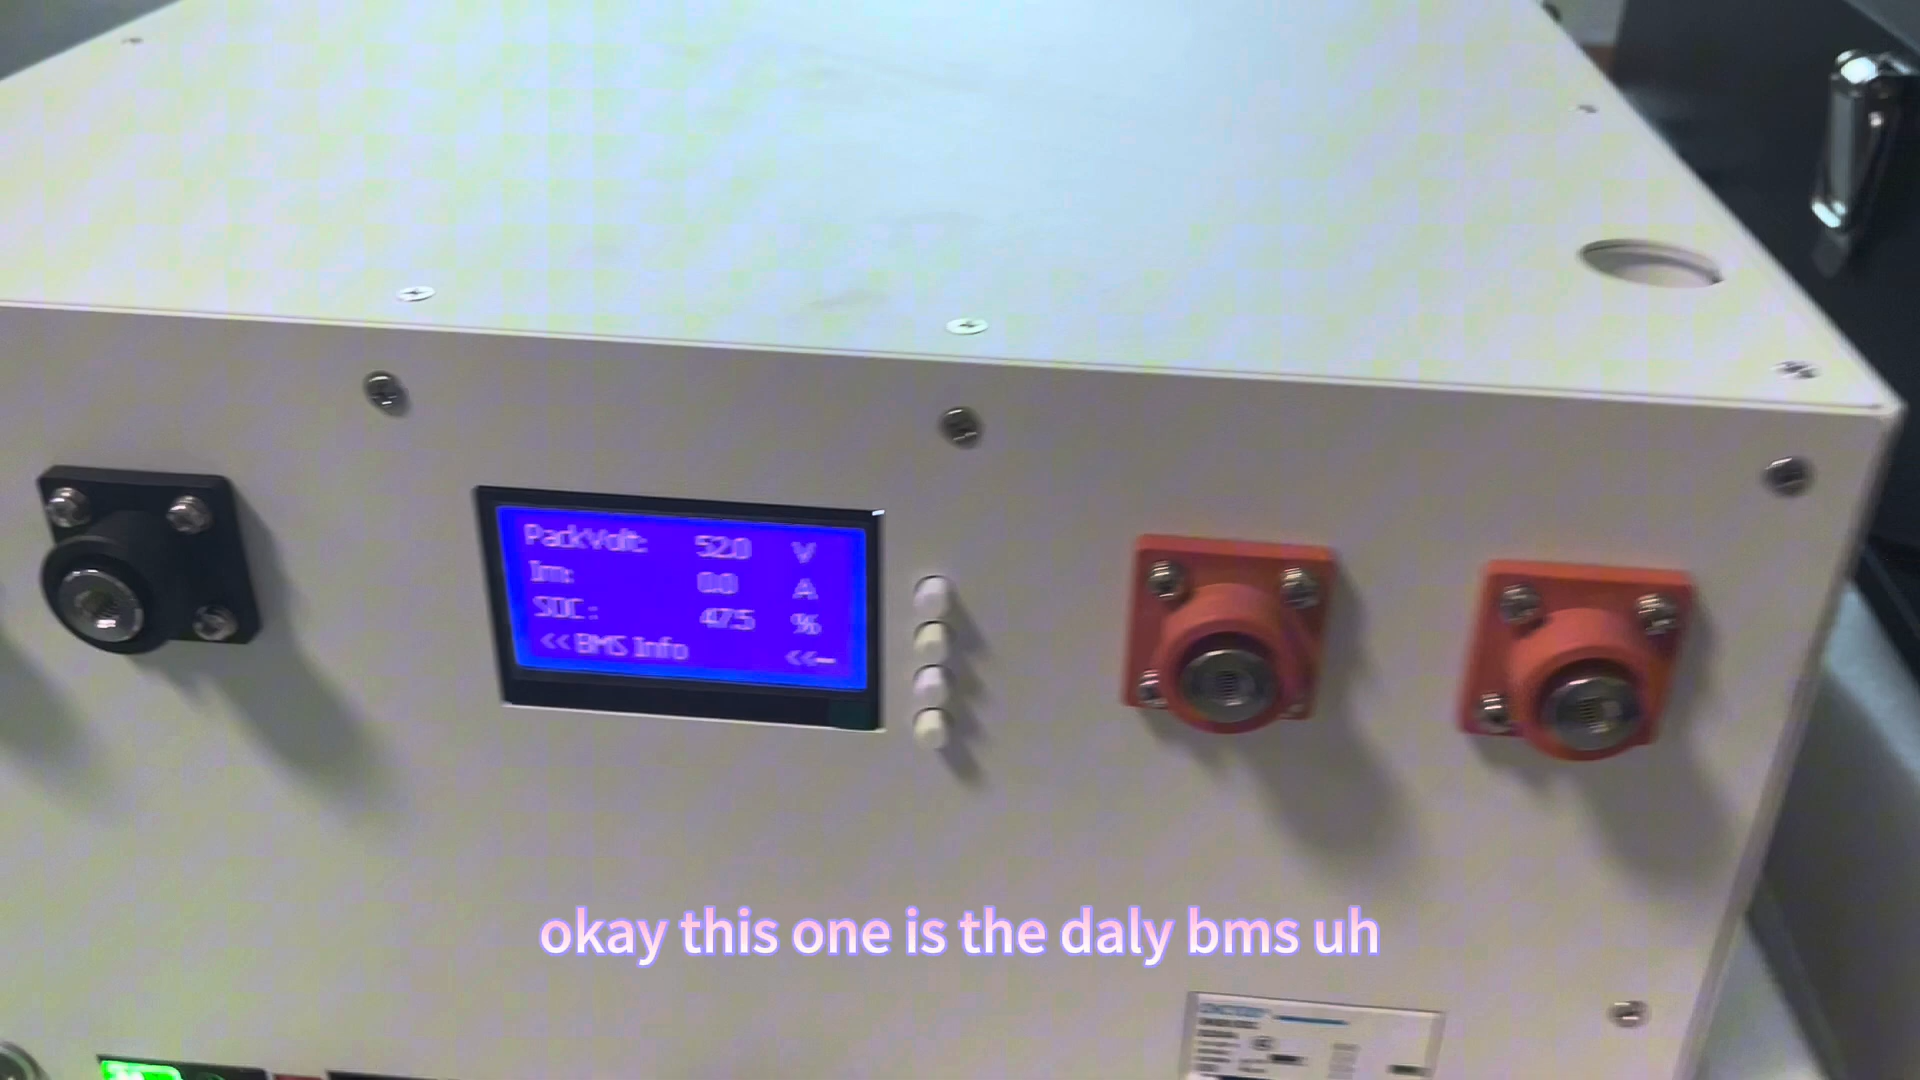 PackVolt: 52.0 V
Im: 0.0 A
SOC: 47.5 %
<< BMS Info <<—
okay this one is the daly bms uh